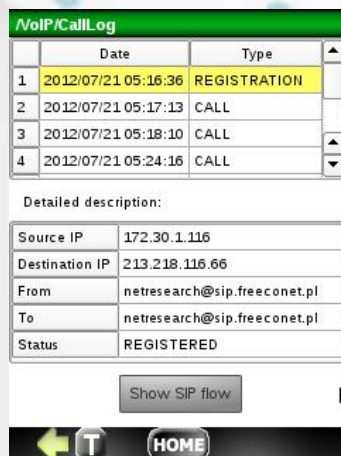 /VoIP/CallLog
Date Type
1 2012/07/21 05:16:36 REGISTRATION
2 2012/07/21 05:17:13 CALL
3 2012/07/21 05:18:10 CALL
4 2012/07/21 05:24:16 CALL
Detailed description:
Source IP 172.30.1.116
Destination IP 213.218.116.66
From netresearch@sip.freeconet.pl
To netresearch@sip.freeconet.pl
Status REGISTERED
Show SIP flow
T HOME